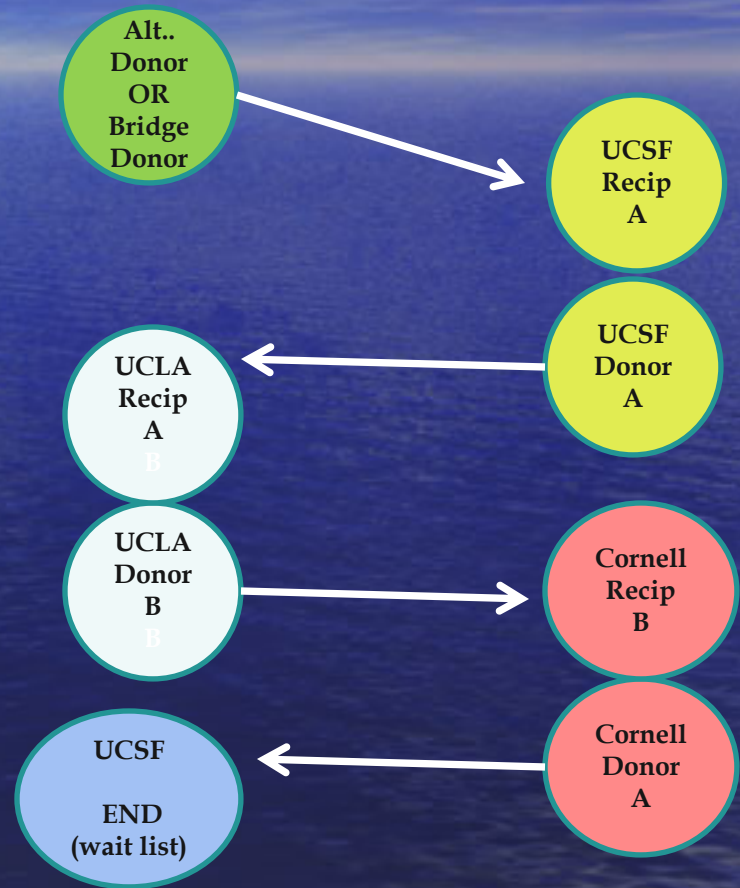 Alt..
Donor
OR
Bridge
Donor
UCSF
Recip
A
UCSF
Donor
A
UCLA
Recip
A
B
UCLA
Donor
B
B
Cornell
Recip
B
Cornell
Donor
A
UCSF
END
(wait list)